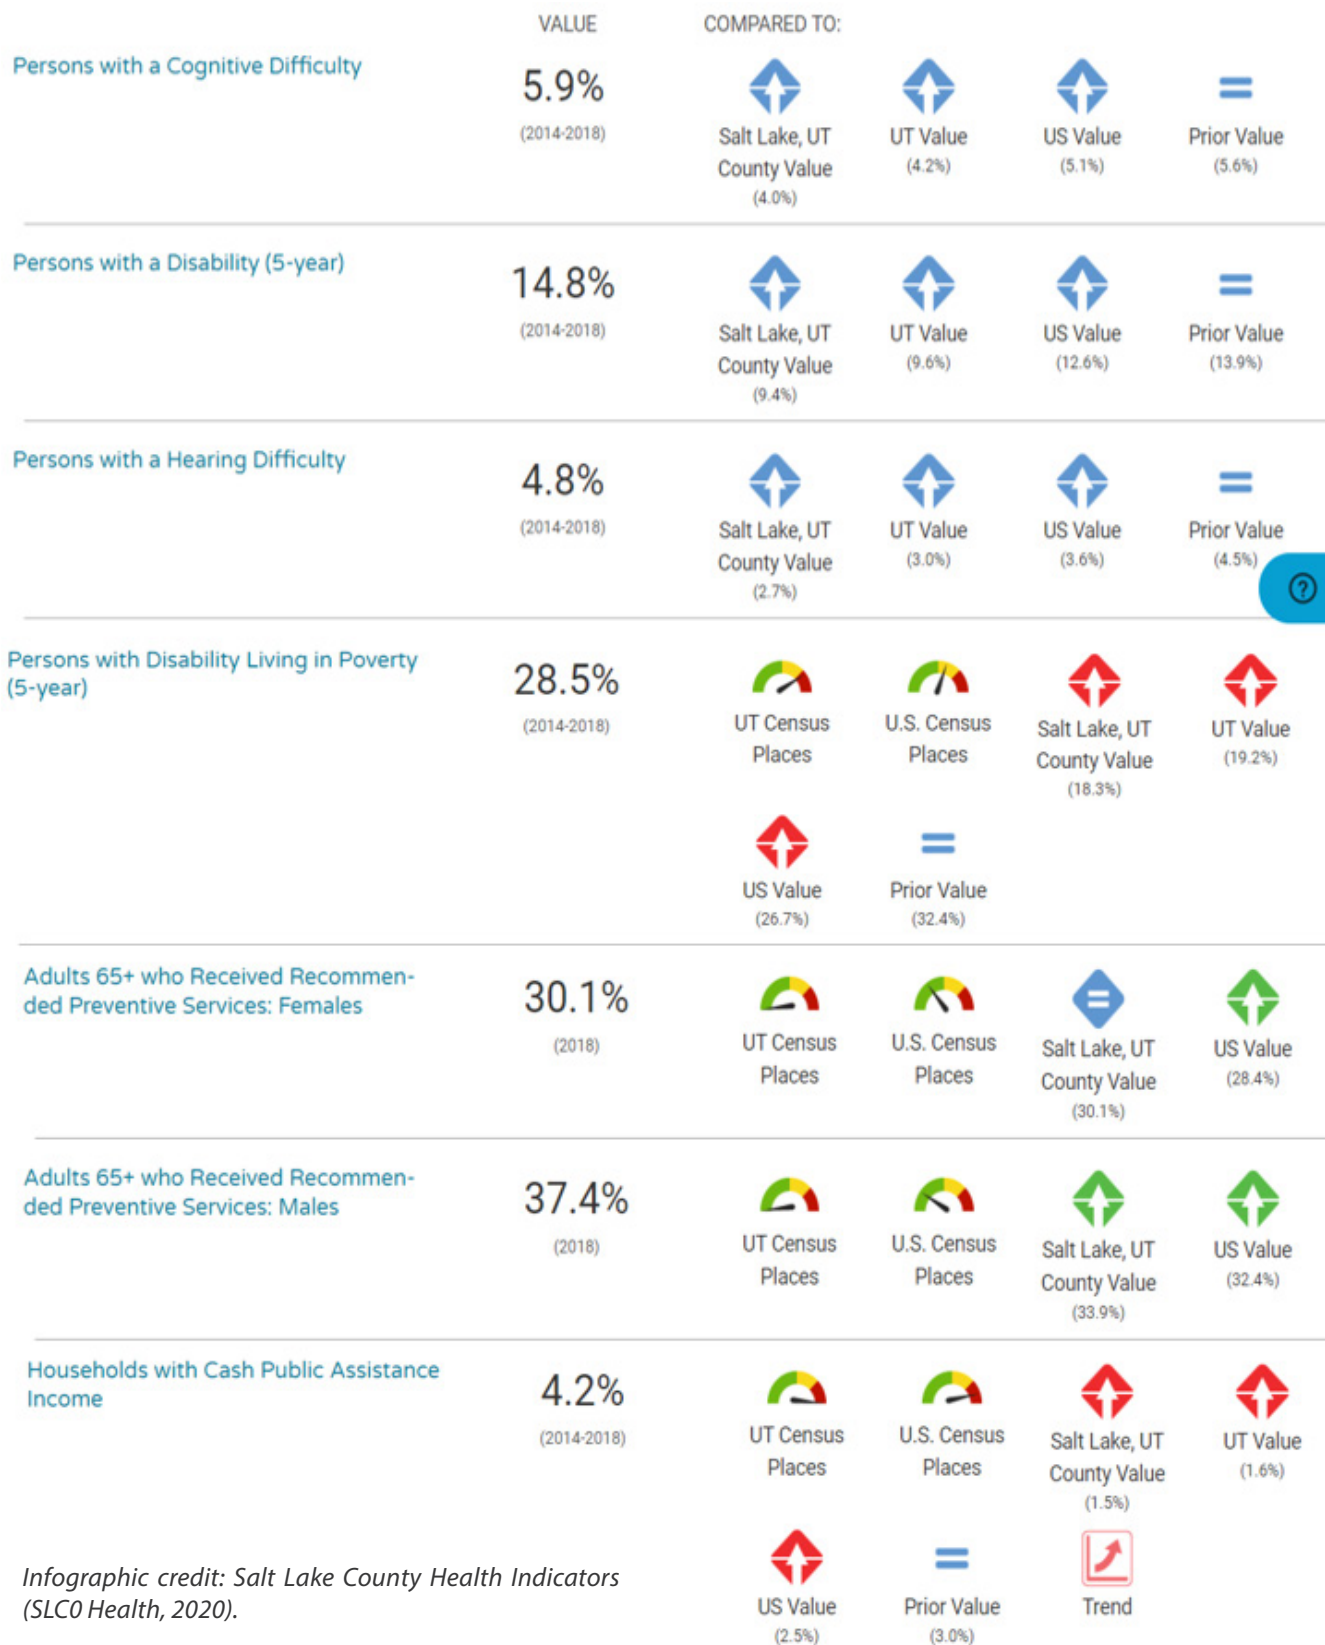 VALUE COMPARED TO:
Persons with a Cognitive Difficulty
5.9%
(2014-2018)
Salt Lake, UT
County Value
(4.0%)
UT Value
(4.2%)
US Value
(5.1%)
Prior Value
(5.6%)
Persons with a Disability (5-year)
14.8%
(2014-2018)
Salt Lake, UT
County Value
(9.4%)
UT Value
(9.6%)
US Value
(12.6%)
Prior Value
(13.9%)
Persons with a Hearing Difficulty
4.8%
(2014-2018)
Salt Lake, UT
County Value
(2.7%)
UT Value
(3.0%)
US Value
(3.6%)
Prior Value
(4.5%)
?
Persons with Disability Living in Poverty
(5-year)
28.5%
(2014-2018)
UT Census
Places
U.S. Census
Places
Salt Lake, UT
County Value
(18.3%)
UT Value
(19.2%)
US Value
(26.7%)
Prior Value
(32.4%)
Adults 65+ who Received Recommen-
ded Preventive Services: Females
30.1%
(2018)
UT Census
Places
U.S. Census
Places
Salt Lake, UT
County Value
(30.1%)
US Value
(28.4%)
Adults 65+ who Received Recommen-
ded Preventive Services: Males
37.4%
(2018)
UT Census
Places
U.S. Census
Places
Salt Lake, UT
County Value
(33.9%)
US Value
(32.4%)
Households with Cash Public Assistance
Income
4.2%
(2014-2018)
UT Census
Places
U.S. Census
Places
Salt Lake, UT
County Value
(1.5%)
UT Value
(1.6%)
US Value
(2.5%)
Prior Value
(3.0%)
Trend
Infographic credit: Salt Lake County Health Indicators
(SLC0 Health, 2020).